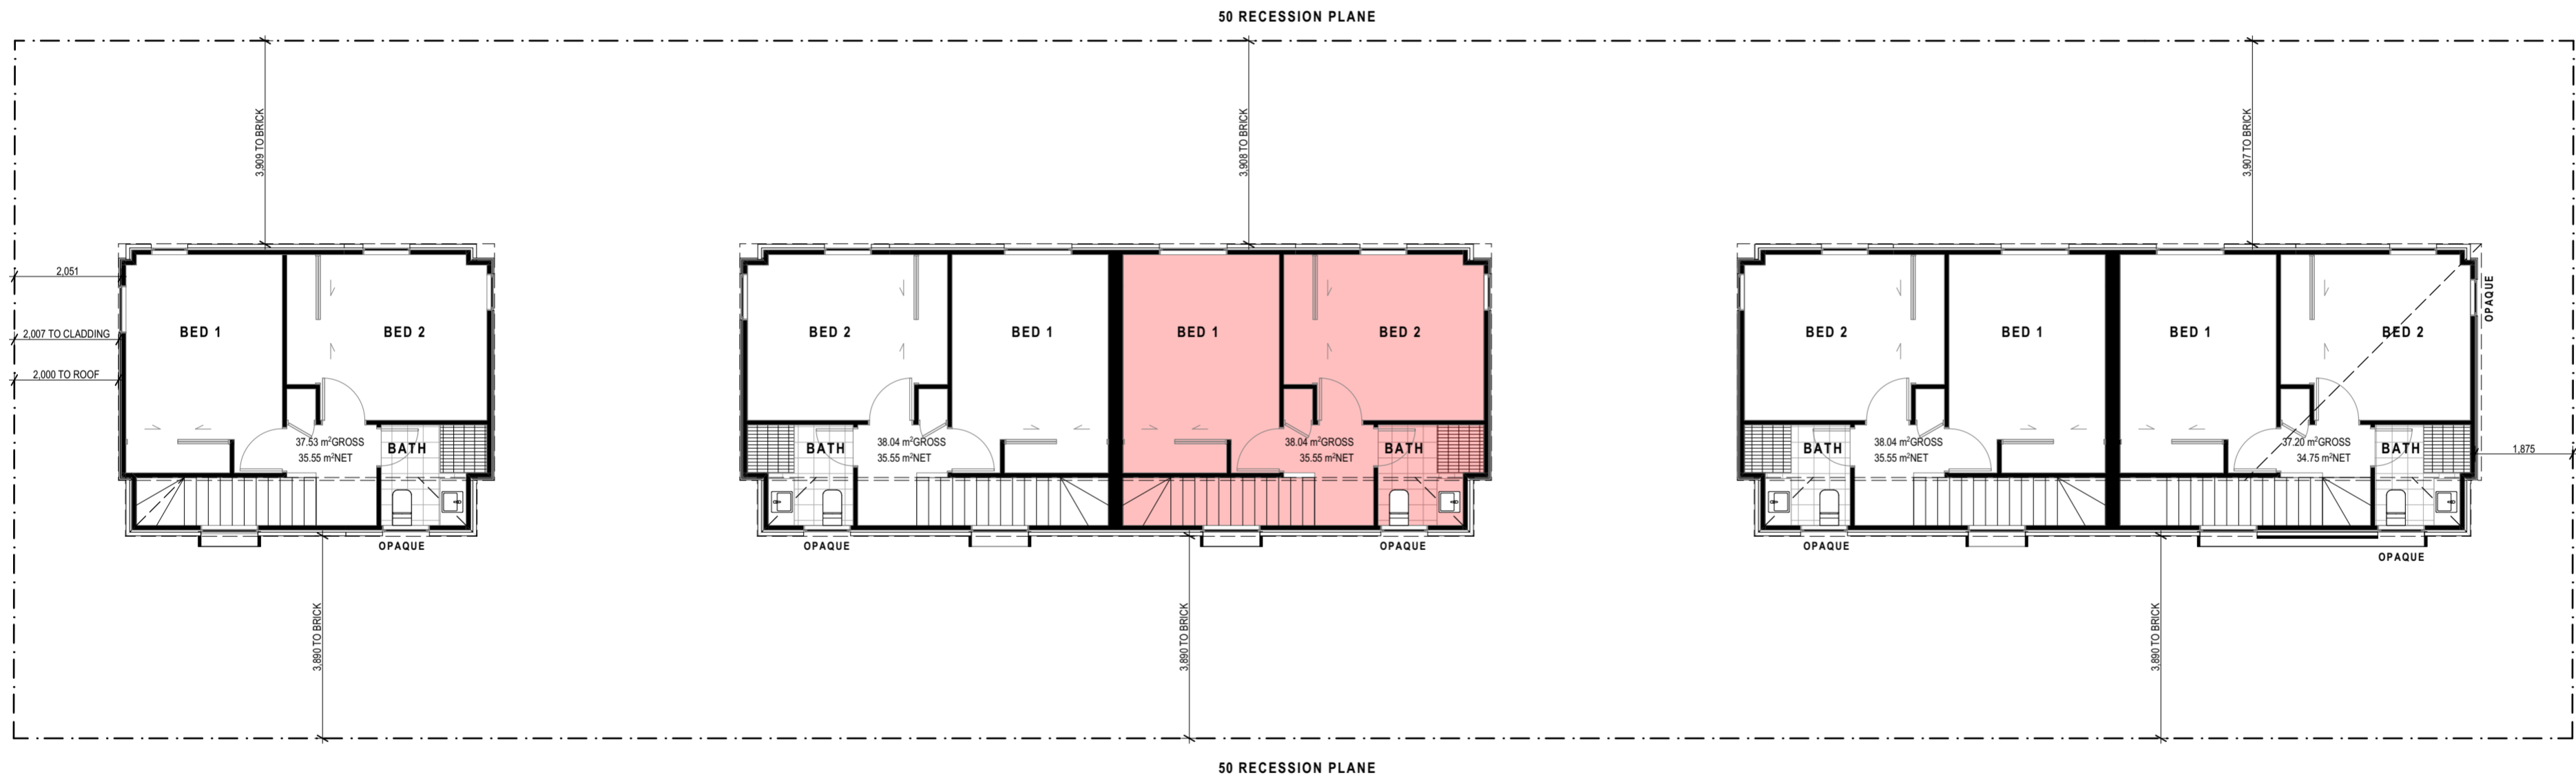 50 RECESSION PLANE
3,909 TO BRICK
3,908 TO BRICK
3,907 TO BRICK
2,051
2,007 TO CLADDING
2,000 TO ROOF
BED 1
BED 2
37.53 m²GROSS
35.55 m²NET
BATH
OPAQUE
BED 2
BED 1
BATH
38.04 m²GROSS
35.55 m²NET
OPAQUE
BED 1
BED 2
38.04 m²GROSS
35.55 m²NET
BATH
OPAQUE
BED 2
BED 1
BATH
38.04 m²GROSS
35.55 m²NET
OPAQUE
BED 1
BED 2
OPAQUE
37.20 m²GROSS
34.75 m²NET
BATH
1,875
OPAQUE
3,890 TO BRICK
3,890 TO BRICK
3,890 TO BRICK
50 RECESSION PLANE